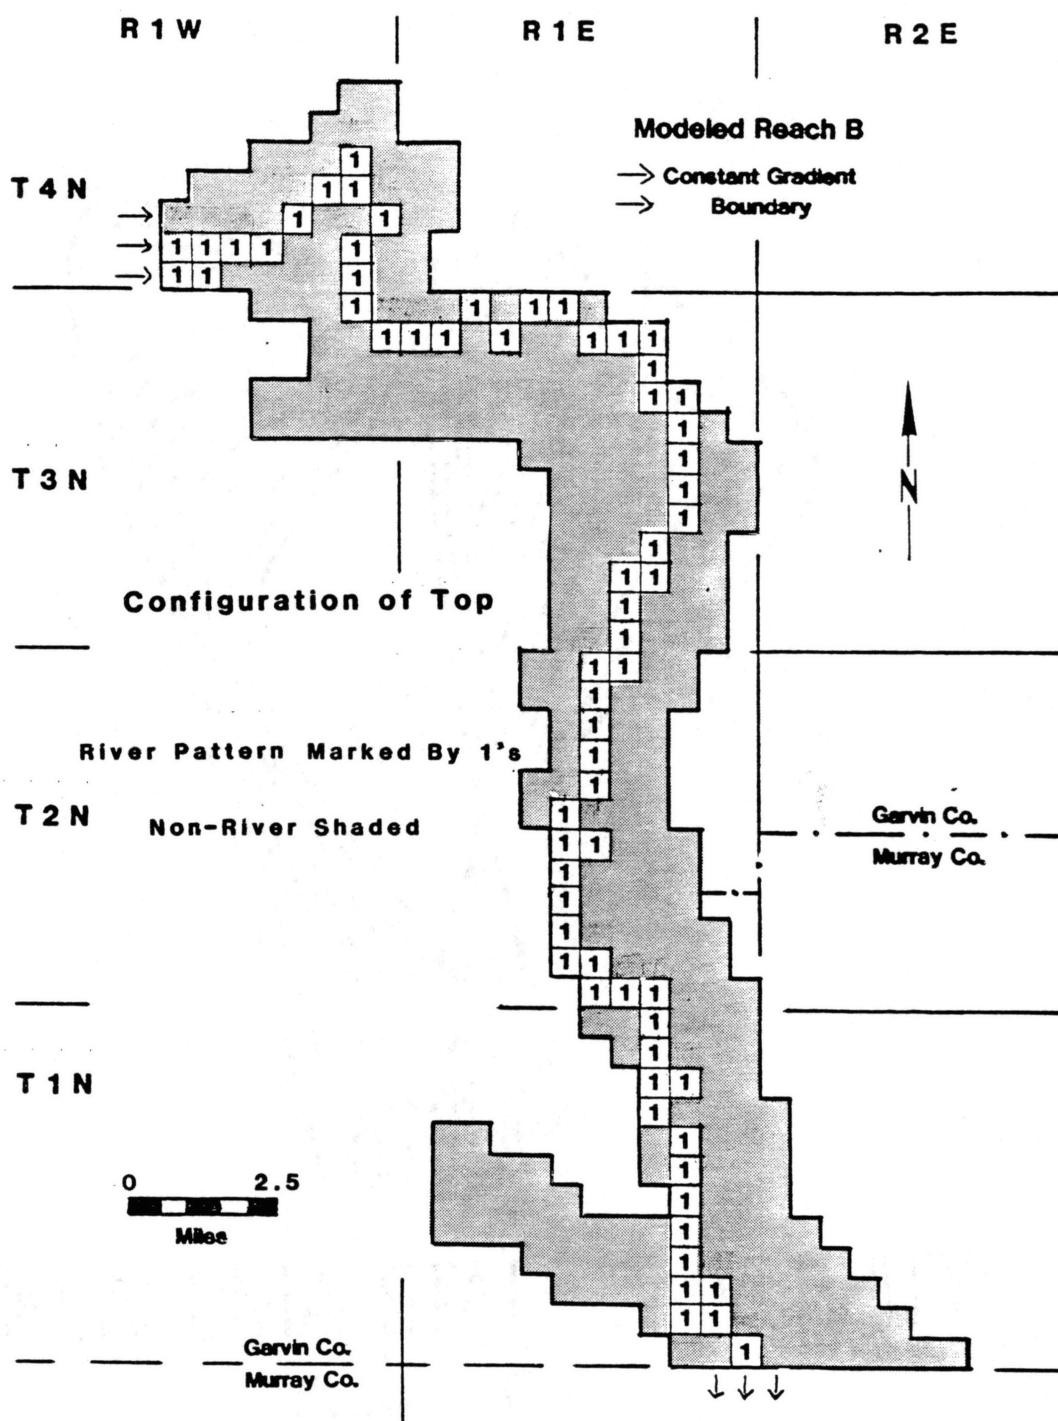 R 1 W R 1 E R 2 E
Modeled Reach B
→ Constant Gradient
→ Boundary
T 4 N
1
1 1
1 1
1 1 1 1 1
1 1 1
1 1 1 1
1 1 1 1 1 1 1
1
1 1
1
1
T 3 N
1
N
1
1
1 1
Configuration of Top
1
1
1 1
1
1
River Pattern Marked By 1's
1
1
1
T 2 N
Non-River Shaded
Garvin Co.
1 1
Murray Co.
1
1
1
1 1
1 1 1
1
1
T 1 N
1 1
1
1
1
0 2.5
1
Miles
1
1
1 1
1 1
Garvin Co.
1
Murray Co.